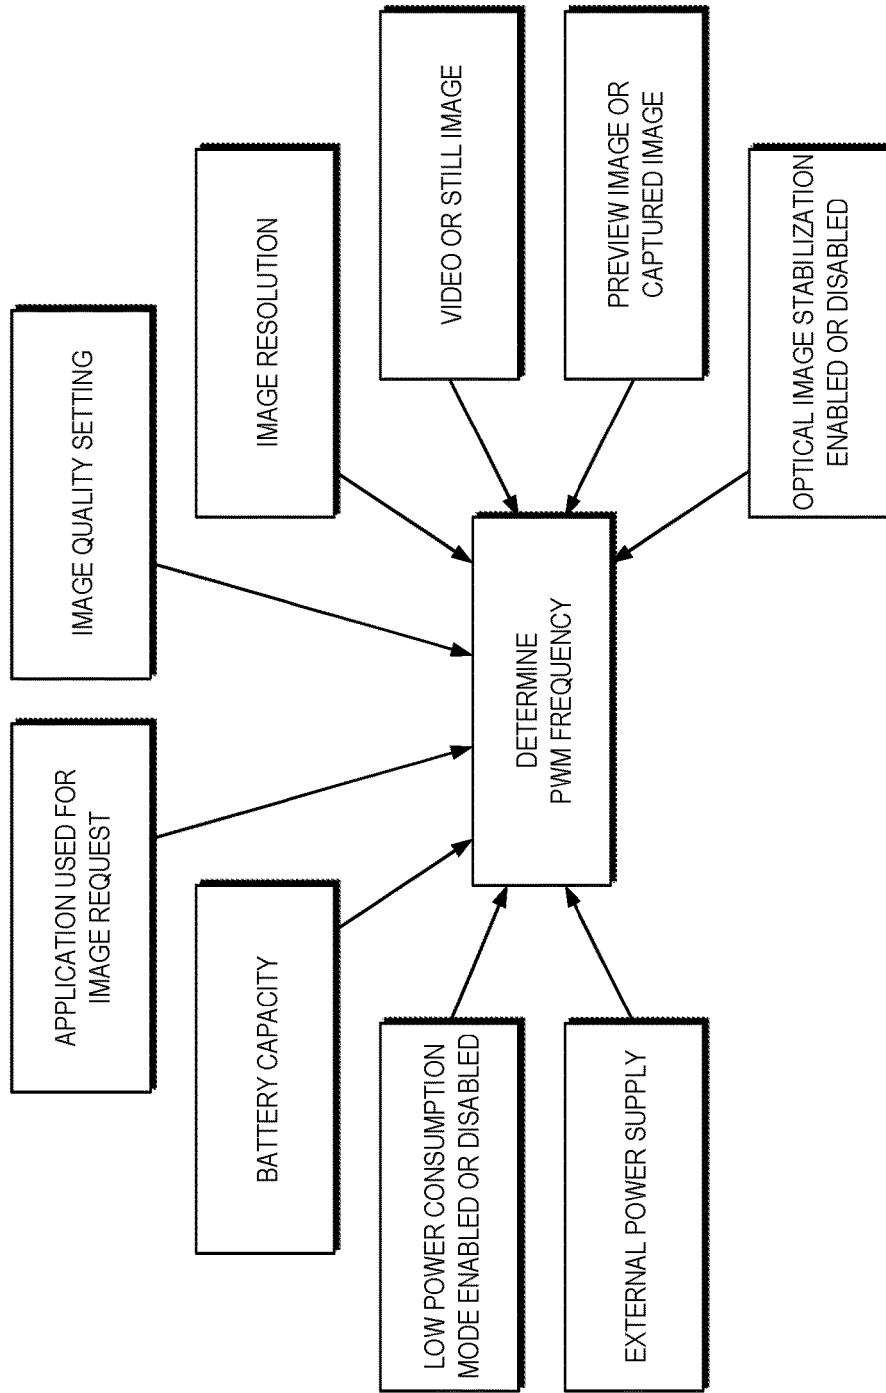 APPLICATION USED FOR
IMAGE REQUEST
IMAGE QUALITY SETTING
BATTERY CAPACITY
IMAGE RESOLUTION
LOW POWER CONSUMPTION
MODE ENABLED OR DISABLED
VIDEO OR STILL IMAGE
DETERMINE
PWM FREQUENCY
EXTERNAL POWER SUPPLY
PREVIEW IMAGE OR
CAPTURED IMAGE
OPTICAL IMAGE STABILIZATION
ENABLED OR DISABLED